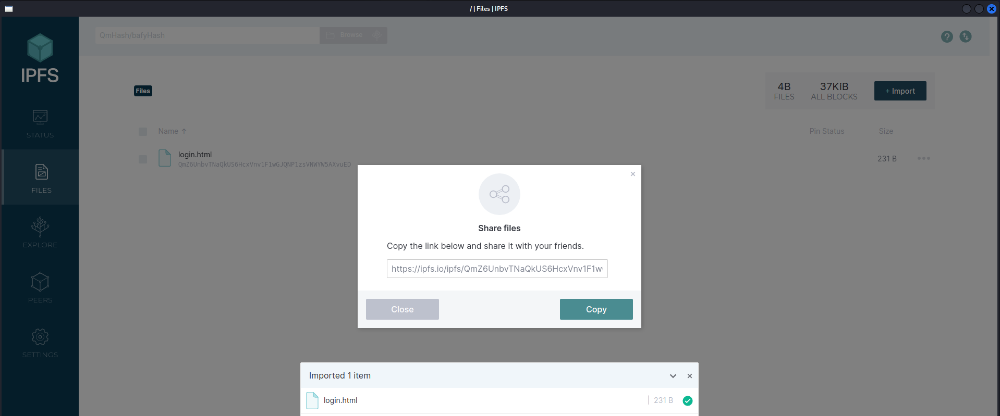 / | Files | IPFS
IPFS
QmHash/bafyHash
Browse
?
Files
4B
FILES
37KiB
ALL BLOCKS
+ Import
STATUS
Name ↑
Pin Status
Size
login.html
QmZ6UnbvTNaQkUS6HcxVnv1F1wGJQNP1zsVNWYW5AXvuED
231 B
FILES
Share files
Copy the link below and share it with your friends.
https://ipfs.io/ipfs/QmZ6UnbvTNaQkUS6HcxVnv1F1w
Close
Copy
EXPLORE
PEERS
SETTINGS
Imported 1 item
login.html
231 B